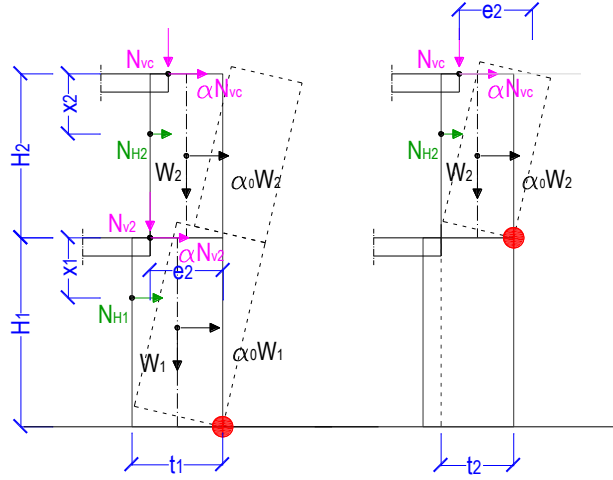 e2
Nvc
Nvc
αNvc
αNvc
x2
H2
NH2
NH2
W2
α0W2
W2
α0W2
Nv2
αNv2
x1
e2
H1
NH1
W1
α0W1
t1
t2